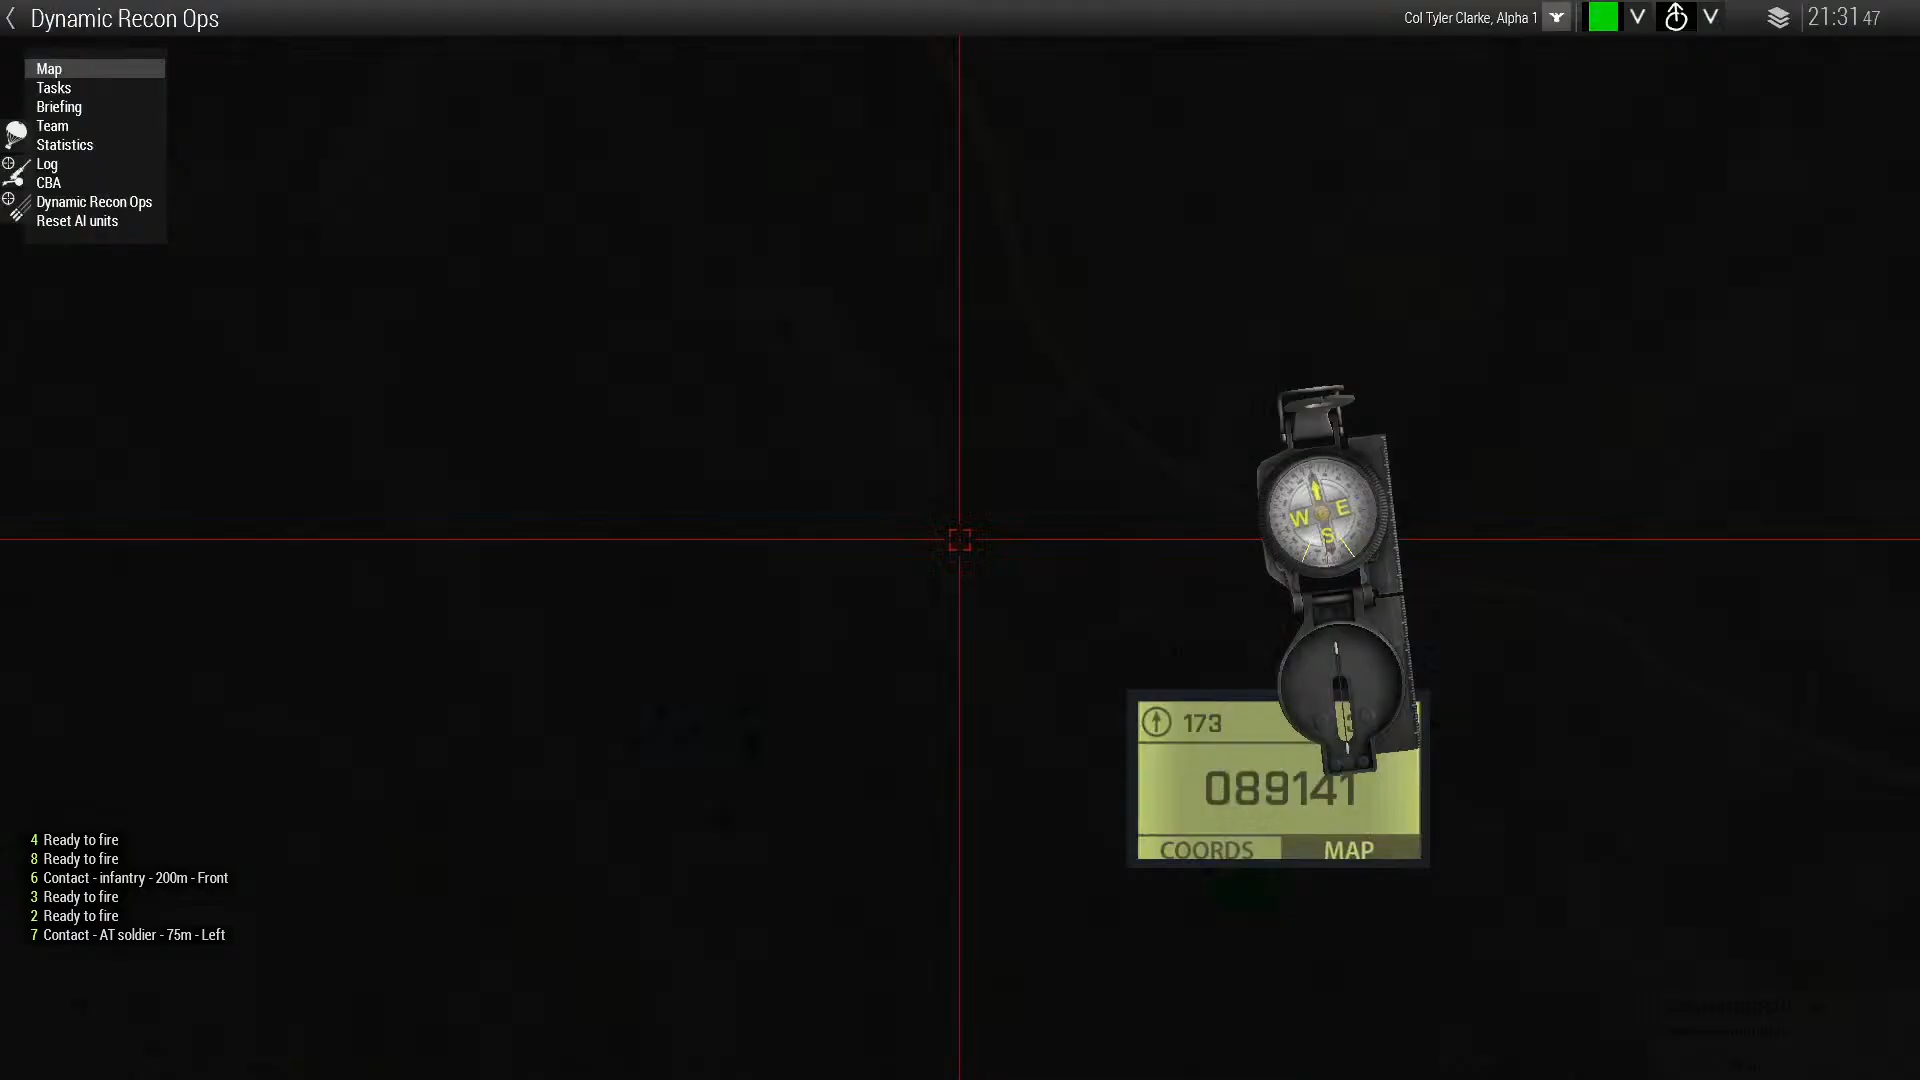 Dynamic Recon Ops
Col Tyler Clarke, Alpha 1
21:31 47
Map
Tasks
Briefing
Team
Statistics
Log
CBA
Dynamic Recon Ops
Reset AI units
W E
S
173
089141
COORDS MAP
4 Ready to fire
8 Ready to fire
6 Contact - infantry - 200m - Front
3 Ready to fire
2 Ready to fire
7 Contact - AT soldier - 75m - Left